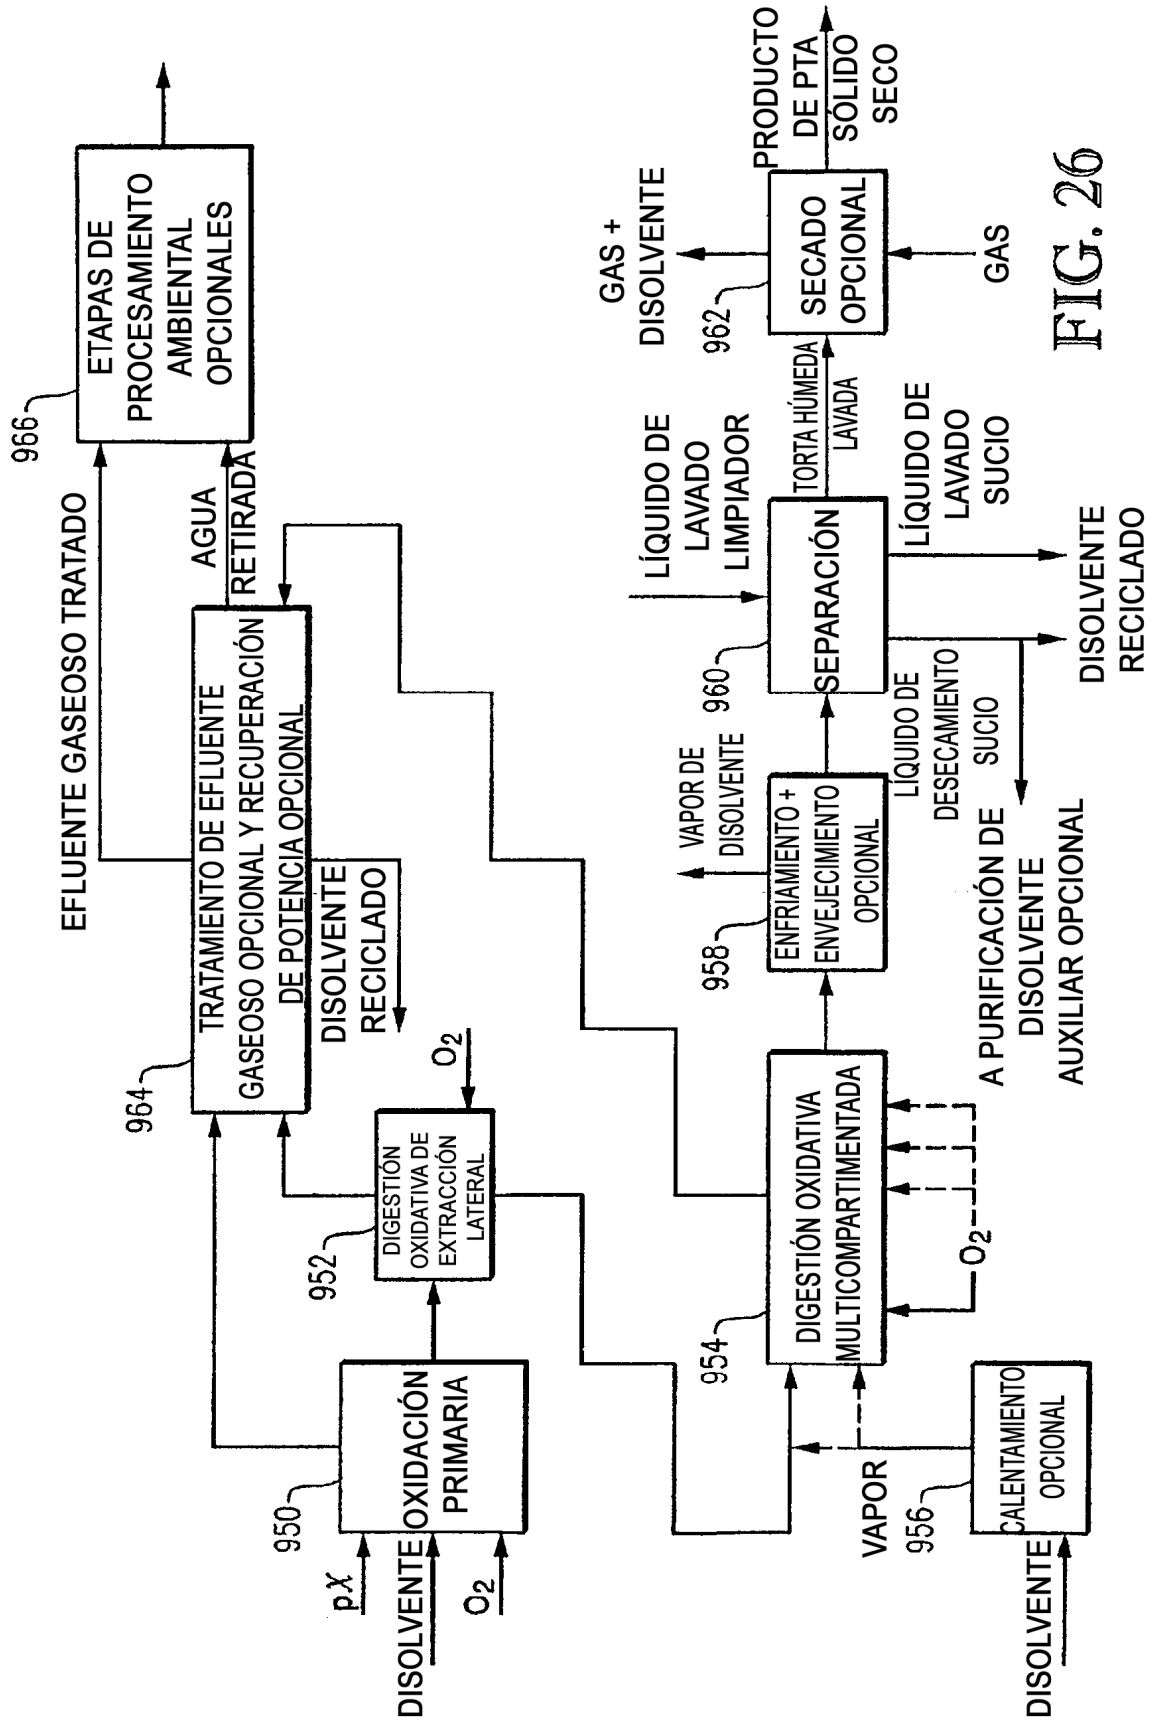 966
ETAPAS DE
PROCESAMIENTO
AMBIENTAL
OPCIONALES
EFLUENTE GASEOSO TRATADO
AGUA
RETIRADA
964
TRATAMIENTO DE EFLUENTE
GASEOSO OPCIONAL Y RECUPERACIÓN
DE POTENCIA OPCIONAL
DISOLVENTE
RECICLADO
O2
952
DIGESTIÓN
OXIDATIVA DE
EXTRACCIÓN
LATERAL
950
OXIDACIÓN
PRIMARIA
pX
DISOLVENTE
O2
DISOLVENTE
956
CALENTAMIENTO
OPCIONAL
VAPOR
954
DIGESTIÓN OXIDATIVA
MULTICOMPARTIMENTADA
O2
958
ENFRIAMIENTO +
ENVEJECIMIENTO
OPCIONAL
VAPOR DE
DISOLVENTE
960
SEPARACIÓN
LÍQUIDO DE
LAVADO
LIMPIADOR
LÍQUIDO DE
DESECAMIENTO
SUCIO
A PURIFICACIÓN DE
DISOLVENTE
AUXILIAR OPCIONAL
LÍQUIDO DE
LAVADO
SUCIO
DISOLVENTE
RECICLADO
TORTA HÚMEDA
LAVADA
962
SECADO
OPCIONAL
GAS +
DISOLVENTE
GAS
PRODUCTO
DE PTA
SÓLIDO
SECO
FIG. 26